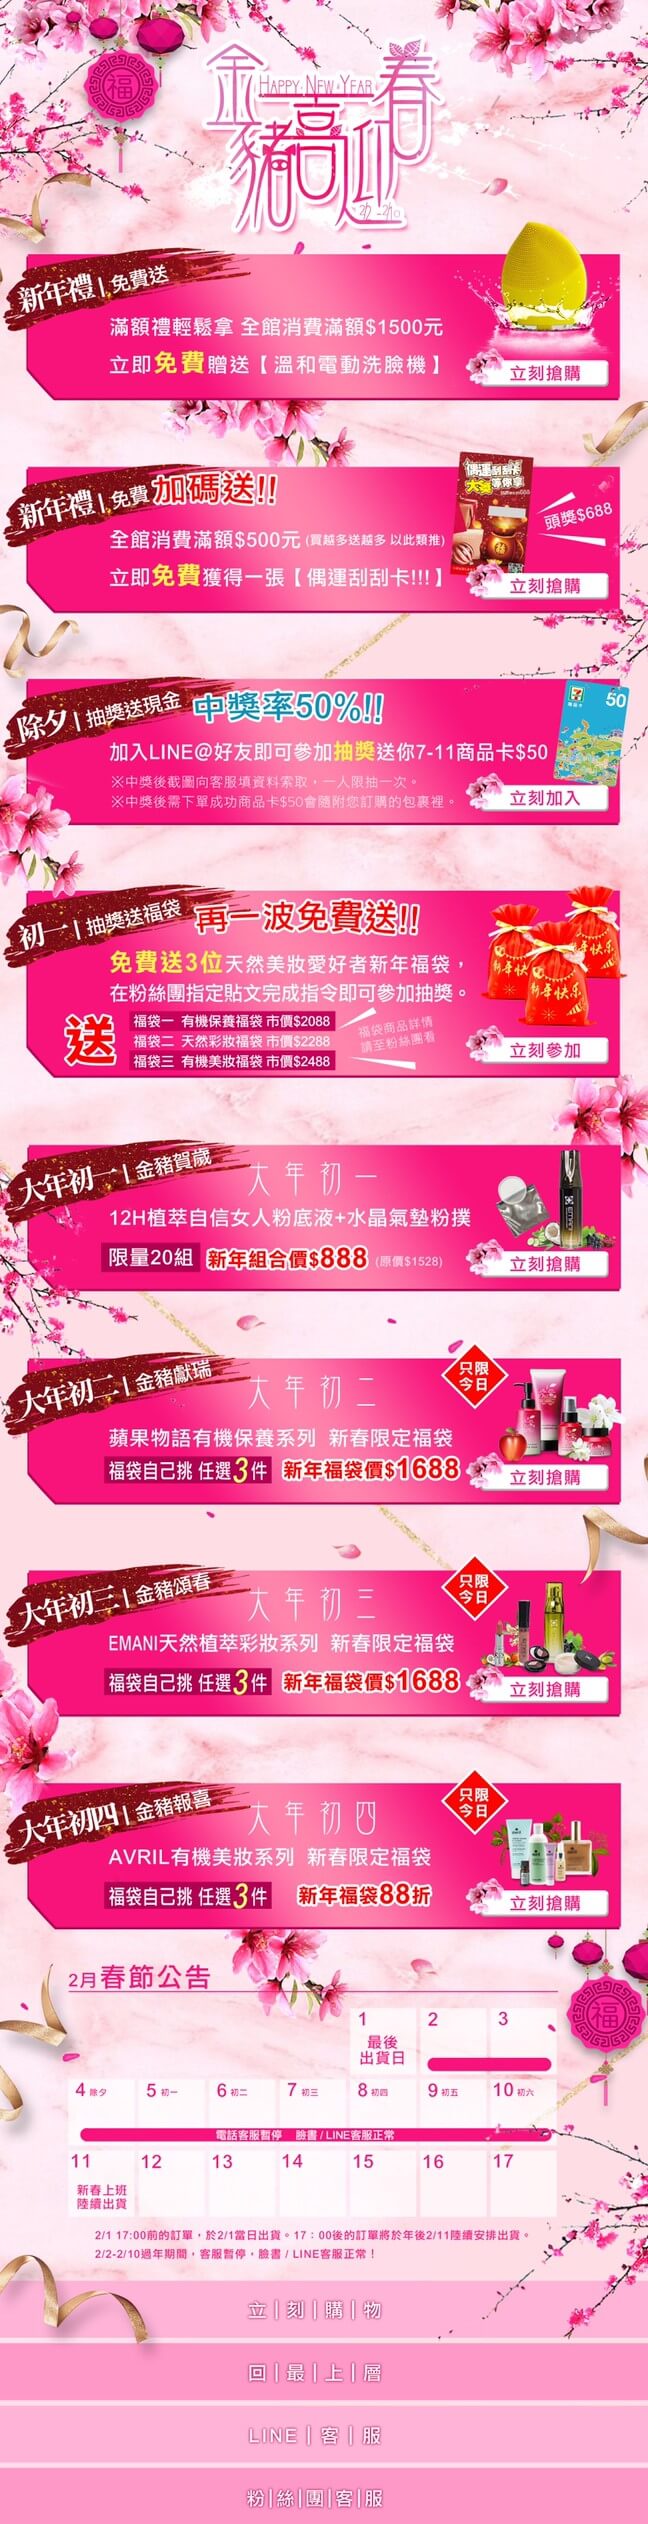 福
金豬喜迎春
HAPPY NEW YEAR
2/2 -2/10
新年禮 | 免費送
滿額禮輕鬆拿 全館消費滿額$1500元
立即免費贈送【溫和電動洗臉機】
立刻搶購
新年禮 | 免費加碼送!!
偶運刮刮卡
大獎等你拿
頭獎$688
全館消費滿額$500元 (買越多送越多 以此類推)
立即免費獲得一張【偶運刮刮卡!!!】
立刻搶購
除夕 | 抽獎送現金 中獎率50%!!
50
加入LINE@好友即可參加抽獎送你7-11商品卡$50
※中獎後截圖向客服填資料索取，一人限抽一次。
※中獎後需下單成功商品卡$50會隨附您訂購的包裹裡。
立刻加入
初一 | 抽獎送福袋 再一波免費送!!
新年快樂
新年快樂
免費送3位天然美妝愛好者新年福袋，
在粉絲團指定貼文完成指令即可參加抽獎。
送
福袋一 有機保養福袋 市價$2088
福袋二 天然彩妝福袋 市價$2288
福袋三 有機美妝福袋 市價$2488
福袋商品詳情
請至粉絲團看
立刻參加
大年初一 | 金豬賀歲
大年初一
12H植萃自信女人粉底液+水晶氣墊粉撲
限量20組 新年組合價$888 (原價$1528)
立刻搶購
大年初二 | 金豬獻瑞
大年初二
只限
今日
蘋果物語有機保養系列 新春限定福袋
福袋自己挑 任選3件 新年福袋價$1688
立刻搶購
大年初三 | 金豬頌春
大年初三
只限
今日
EMANI天然植萃彩妝系列 新春限定福袋
福袋自己挑 任選3件 新年福袋價$1688
立刻搶購
大年初四 | 金豬報喜
大年初四
只限
今日
AVRIL有機美妝系列 新春限定福袋
福袋自己挑 任選3件 新年福袋88折
立刻搶購
2月春節公告
福
1 2 3
最後
出貨日
4 除夕 5 初一 6 初二 7 初三 8 初四 9 初五 10 初六
電話客服暫停 臉書 / LINE客服正常
11 12 13 14 15 16 17
新春上班
陸續出貨
2/1 17:00前的訂單，於2/1當日出貨。17：00後的訂單將於年後2/11陸續安排出貨。
2/2-2/10過年期間，客服暫停，臉書 / LINE客服正常！
立|刻|購|物
回|最|上|層
LINE|客|服
粉|絲|團|客|服